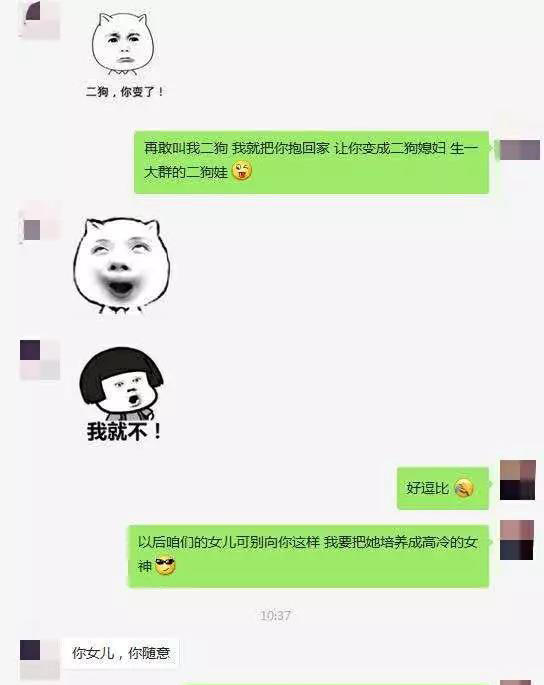 二狗，你变了！
再敢叫我二狗 我就把你抱回家 让你变成二狗媳妇 生一
大群的二狗娃
我就不！
好逗比
以后咱们的女儿可别向你这样 我要把她培养成高冷的女
神
10:37
你女儿，你随意